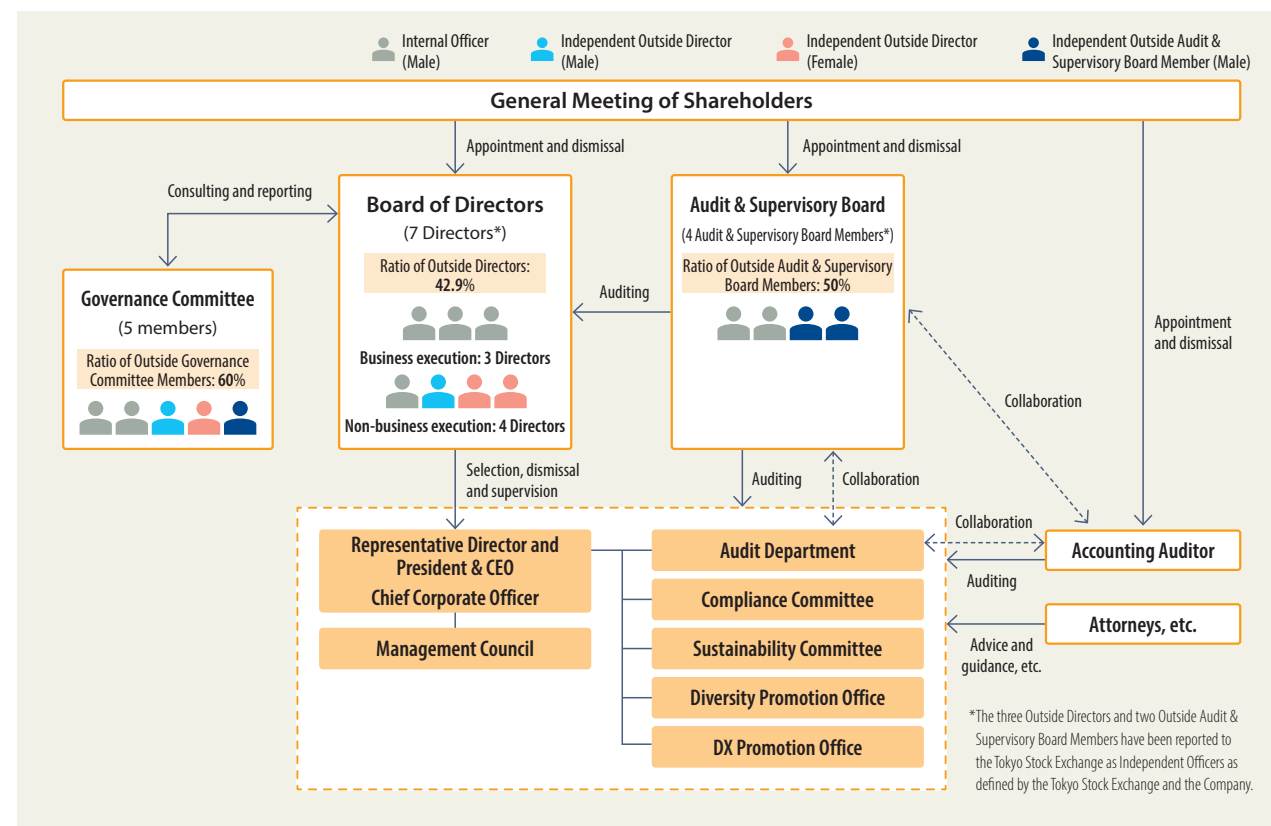 Internal Officer
(Male)
Independent Outside Director
(Male)
Independent Outside Director
(Female)
Independent Outside Audit &
Supervisory Board Member (Male)
General Meeting of Shareholders
Appointment and dismissal
Appointment and dismissal
Appointment
and dismissal
Consulting and reporting
Board of Directors
(7 Directors*)
Ratio of Outside Directors:
42.9%
Business execution: 3 Directors
Non-business execution: 4 Directors
Auditing
Audit & Supervisory Board
(4 Audit & Supervisory Board Members*)
Ratio of Outside Audit & Supervisory
Board Members: 50%
Governance Committee
(5 members)
Ratio of Outside Governance
Committee Members: 60%
Collaboration
Selection, dismissal
and supervision
Auditing
Collaboration
Representative Director and
President & CEO
Chief Corporate Officer
Management Council
Audit Department
Compliance Committee
Sustainability Committee
Diversity Promotion Office
DX Promotion Office
Collaboration
Auditing
Accounting Auditor
Attorneys, etc.
Advice and
guidance, etc.
*The three Outside Directors and two Outside Audit &
Supervisory Board Members have been reported to
the Tokyo Stock Exchange as Independent Officers as
defined by the Tokyo Stock Exchange and the Company.